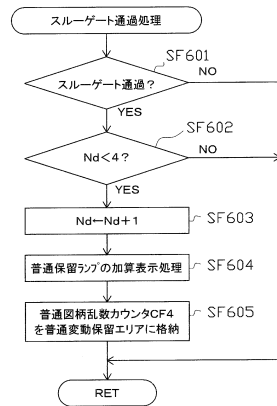 スルーゲート通過処理
SF601
スルーゲート通過?
NO
YES
SF602
Nd<4?
NO
YES
Nd←Nd+1
SF603
普通保留ランプの加算表示処理
SF604
普通図柄乱数カウンタCF4
を普通変動保留エリアに格納
SF605
RET